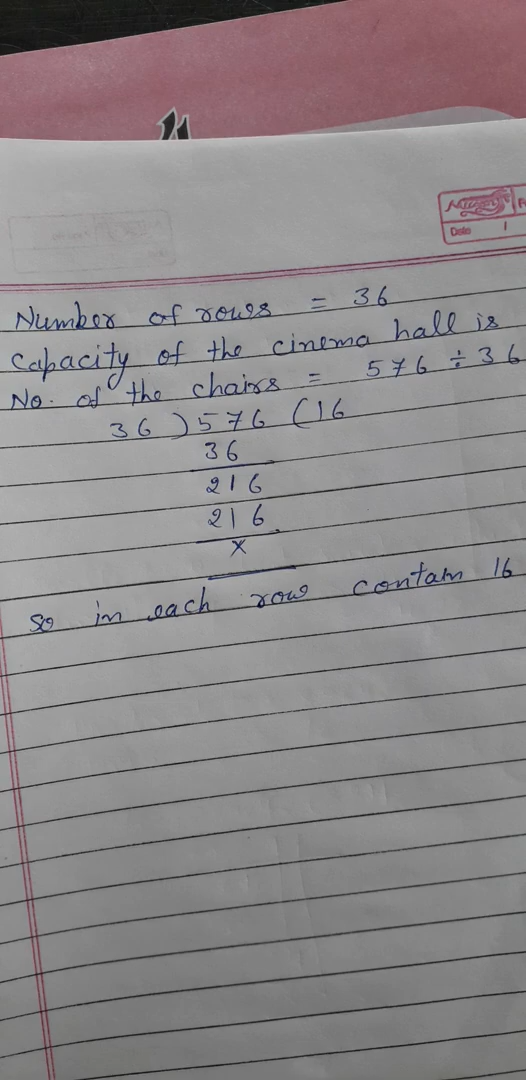 Date
Number of rows = 36
Capacity of the cinema hall is
No. of the chairs = 576 ÷ 36
36 ) 576 ( 16
36
216
216
x
so in each row contain 16